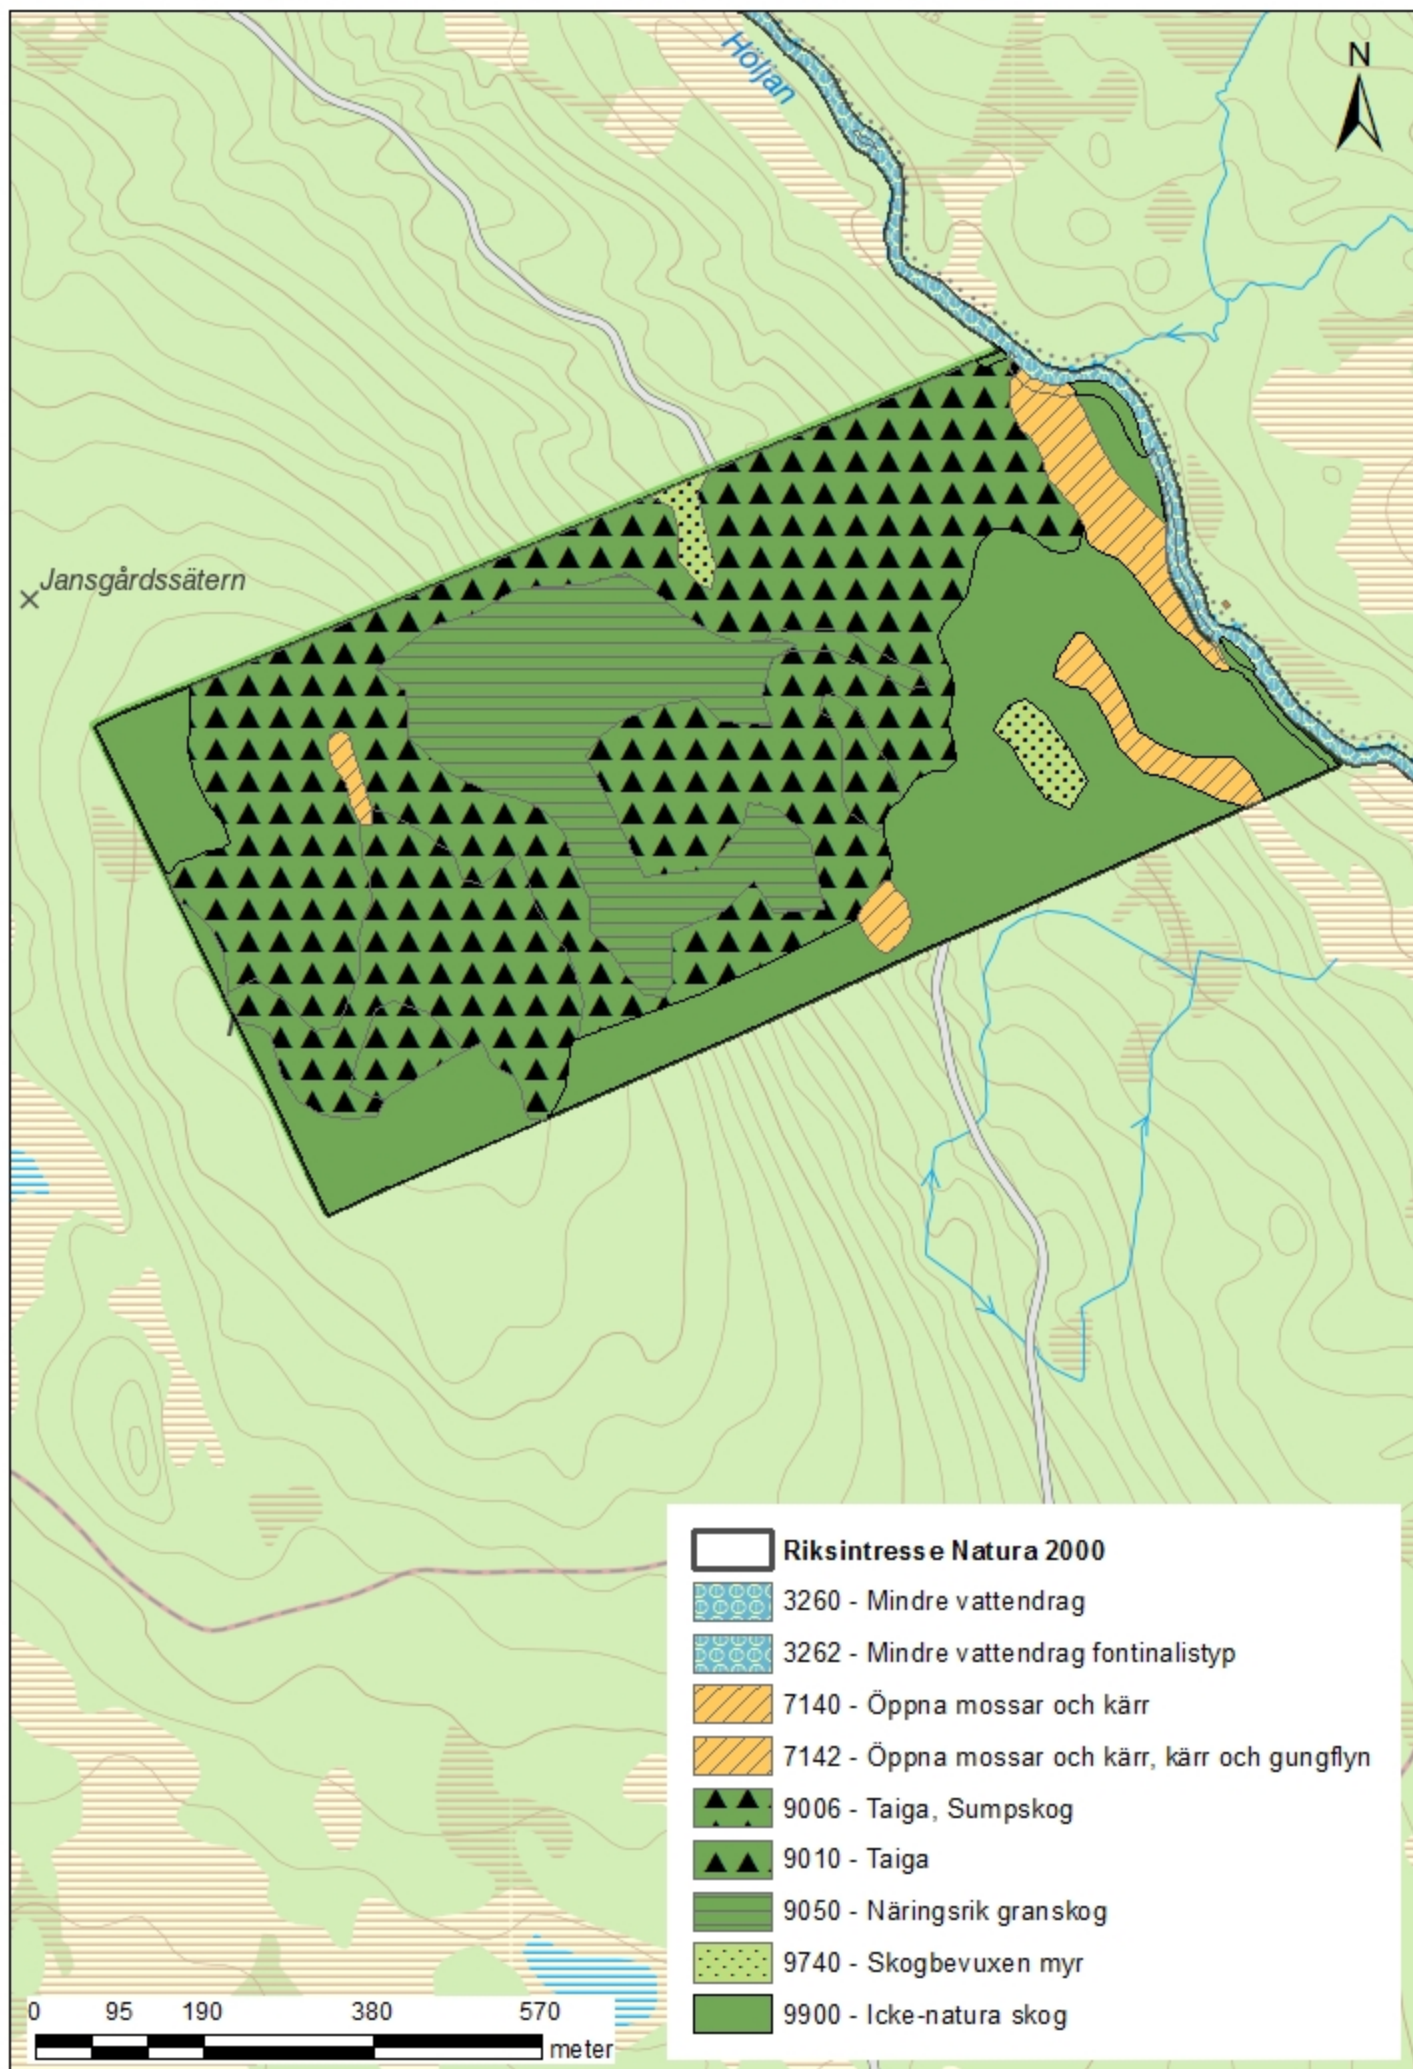 Höljan
N
Jansgårdssätern
Riksintresse Natura 2000
3260 - Mindre vattendrag
3262 - Mindre vattendrag fontinalistyp
7140 - Öppna mossar och kärr
7142 - Öppna mossar och kärr, kärr och gungflyn
9006 - Taiga, Sumpskog
9010 - Taiga
9050 - Näringsrik granskog
9740 - Skogbevuxen myr
9900 - Icke-natura skog
0 95 190 380 570
meter